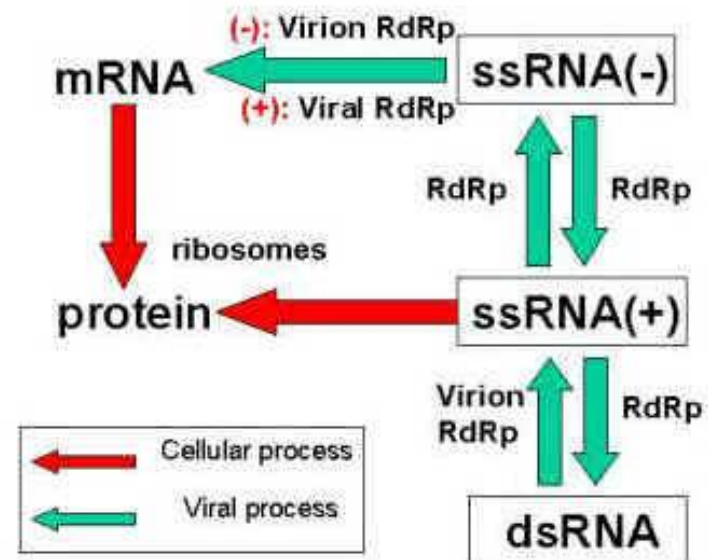 (-): Virion RdRp
mRNA
ssRNA(-)
(+): Viral RdRp
RdRp
RdRp
ribosomes
protein
ssRNA(+)
Virion
RdRp
RdRp
Cellular process
Viral process
dsRNA